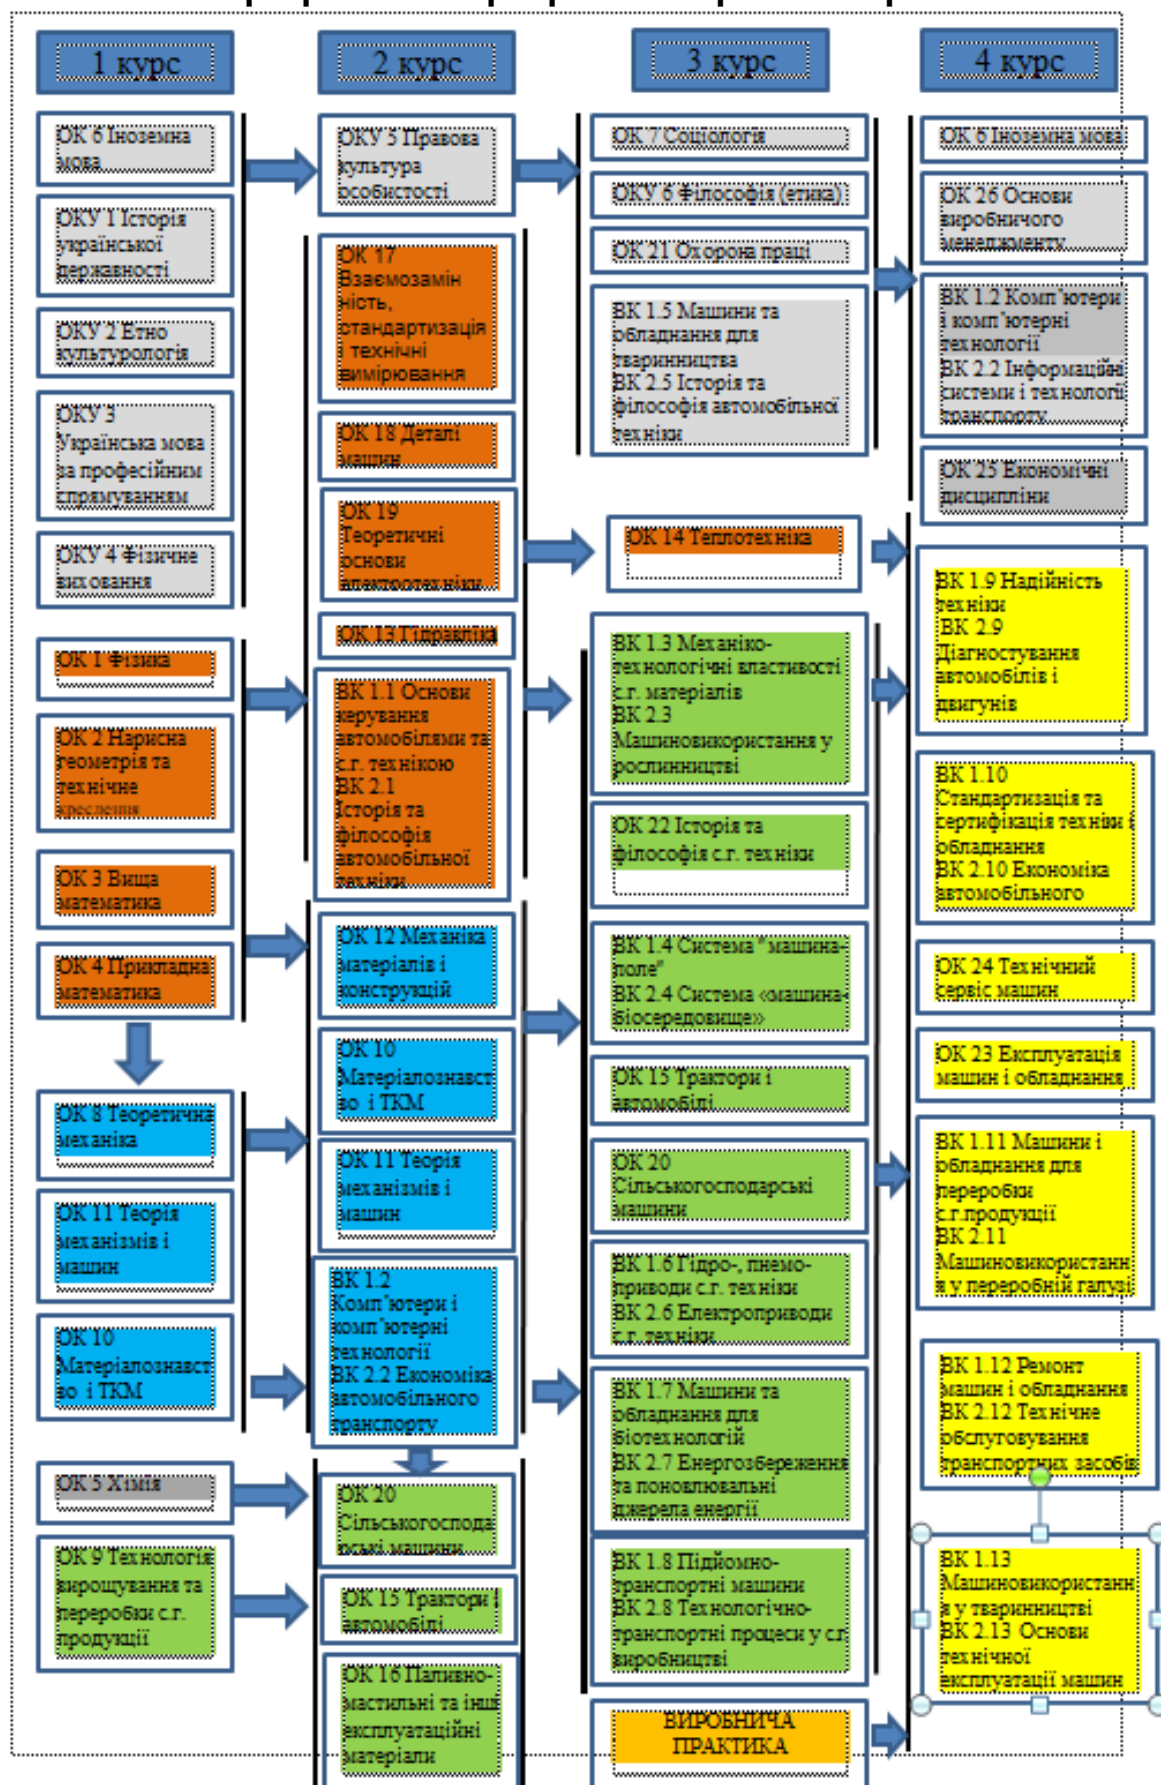 1 курс
ОК 6 Іноземна
мова
ОКУ 1 Історія
української
державності
ОКУ 2 Етно
культурологія
ОКУ 3
Українська мова
за професійним
спрямуванням
ОКУ 4 Фізичне
виховання
ОК 1 Фізика
ОК 2 Нарисна
геометрія та
технічне
креслення
ОК 3 Вища
математика
ОК 4 Прикладна
математика
ОК 8 Теоретична
механіка
ОК 11 Теорія
механізмів і
машин
ОК 10
Матеріалознавст
во і ТКМ
ОК 5 Хімія
ОК 9 Технологія
вирощування та
переробки с.г.
продукції
2 курс
ОКУ 5 Правова
культура
особистості
ОК 17
Взаємозамін
ність,
стандартизація
і технічні
вимірювання
ОК 18 Деталі
машин
ОК 19
Теоретичні
основи
електротехніки
ОК 13 Гідравліка
ВК 1.1 Основи
керування
автомобілями та
с.г. технікою
ВК 2.1
Історія та
філософія
автомобільної
техніки
ОК 12 Механіка
матеріалів і
конструкцій
ОК 10
Матеріалознавст
во і ТКМ
ОК 11 Теорія
механізмів і
машин
ВК 1.2
Комп'ютери і
комп'ютерні
технології
ВК 2.2 Економіка
автомобільного
транспорту
ОК 20
Сільськогоспода
рські машини
ОК 15 Трактори і
автомобілі
ОК 16 Паливно-
мастильні та інші
експлуатаційні
матеріали
3 курс
ОК 7 Соціологія
ОКУ 6 Філософія (етика)
ОК 21 Охорона праці
ВК 1.5 Машини та
обладнання для
тваринництва
ВК 2.5 Історія та
філософія автомобільної
техніки
ОК 14 Теплотехніка
ВК 1.3 Механіко-
технологічні властивості
с.г. матеріалів
ВК 2.3
Машиновикористання у
рослинництві
ОК 22 Історія та
філософія с.г. техніки
ВК 1.4 Система "машина-
поле"
ВК 2.4 Система «машина-
біосередовище»
ОК 15 Трактори і
автомобілі
ОК 20
Сільськогосподарські
машини
ВК 1.6 Гідро-, пнемо-
приводи с.г. техніки
ВК 2.6 Електроприводи
с.г. техніки
ВК 1.7 Машини та
обладнання для
біотехнологій
ВК 2.7 Енергозбереження
та поновлювальні
джерела енергії
ВК 1.8 Підйомно-
транспортні машини
ВК 2.8 Технологічно-
транспортні процеси у с.г.
виробництві
ВИРОБНИЧА
ПРАКТИКА
4 курс
ОК 6 Іноземна мова
ОК 26 Основи
виробничого
менеджменту
ВК 1.2 Комп'ютери
і комп'ютерні
технології
ВК 2.2 Інформаційні
системи і технології
транспорту
ОК 25 Економічні
дисципліни
ВК 1.9 Надійність
техніки
ВК 2.9
Діагностування
автомобілів і
двигунів
ВК 1.10
Стандартизація та
сертифікація техніки і
обладнання
ВК 2.10 Економіка
автомобільного
ОК 24 Технічний
сервіс машин
ОК 23 Експлуатація
машин і обладнання
ВК 1.11 Машини і
обладнання для
переробки
с.г.продукції
ВК 2.11
Машиновикористанн
я у переробній галузі
ВК 1.12 Ремонт
машин і обладнання
ВК 2.12 Технічне
обслуговування
транспортних засобів
ВК 1.13
Машиновикористанн
я у тваринництві
ВК 2.13 Основи
технічної
експлуатації машин